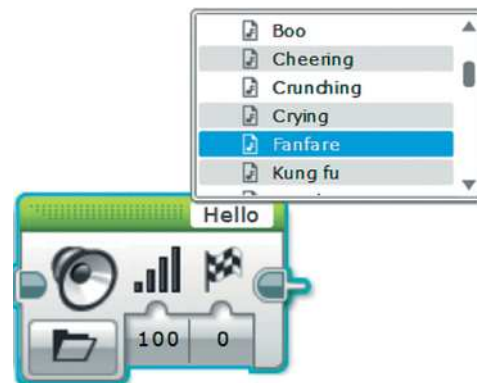 Boo
Cheering
Crunching
Crying
Fanfare
Kung fu
Hello
100 0